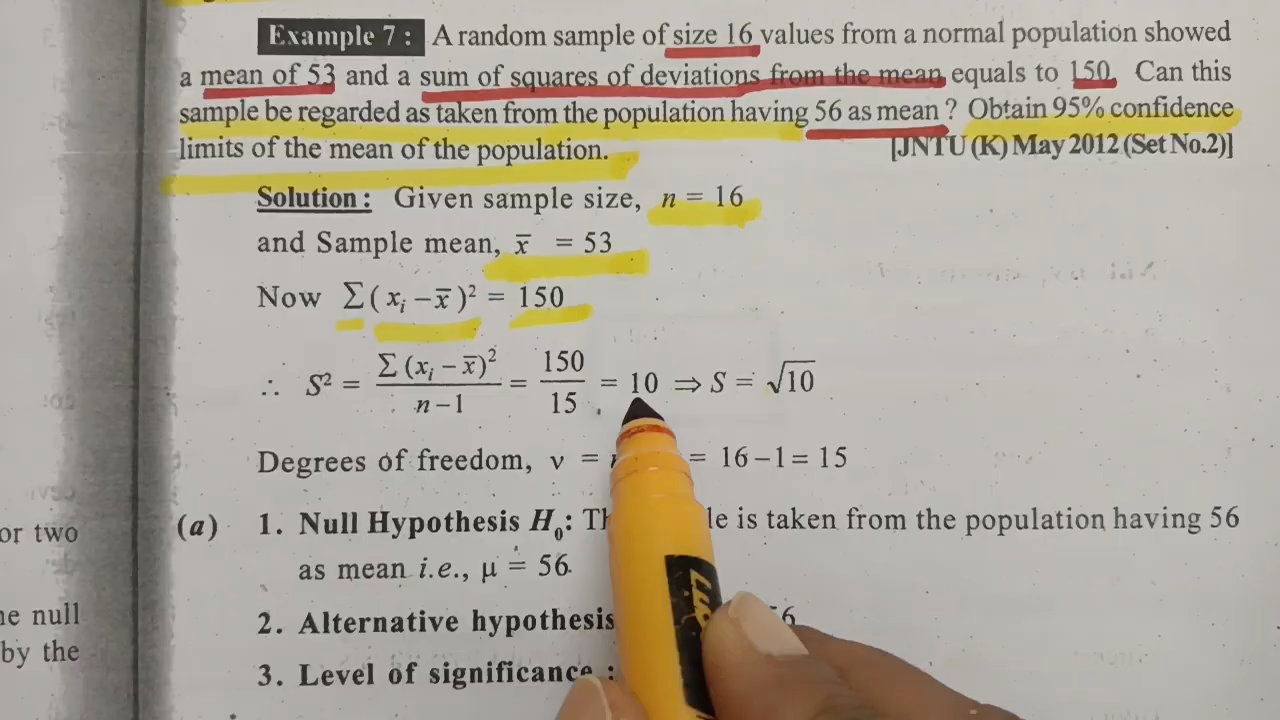 Example 7 : A random sample of size 16 values from a normal population showed
a mean of 53 and a sum of squares of deviations from the mean equals to 150. Can this
sample be regarded as taken from the population having 56 as mean ? Obtain 95% confidence
limits of the mean of the population. [JNTU (K) May 2012 (Set No.2)]
Solution : Given sample size, n = 16
and Sample mean, x̄ = 53
Now Σ ( xᵢ – x̄ )² = 150
∴ S² = Σ (xᵢ – x̄)² / n – 1 = 150 / 15 = 10 ⇒ S = √10
Degrees of freedom, ν = = 16 – 1 = 15
(a) 1. Null Hypothesis H₀ : is taken from the population having 56
as mean i.e., μ = 56.
2. Alternative hypothesis
3. Level of significance :
or two
null
by the